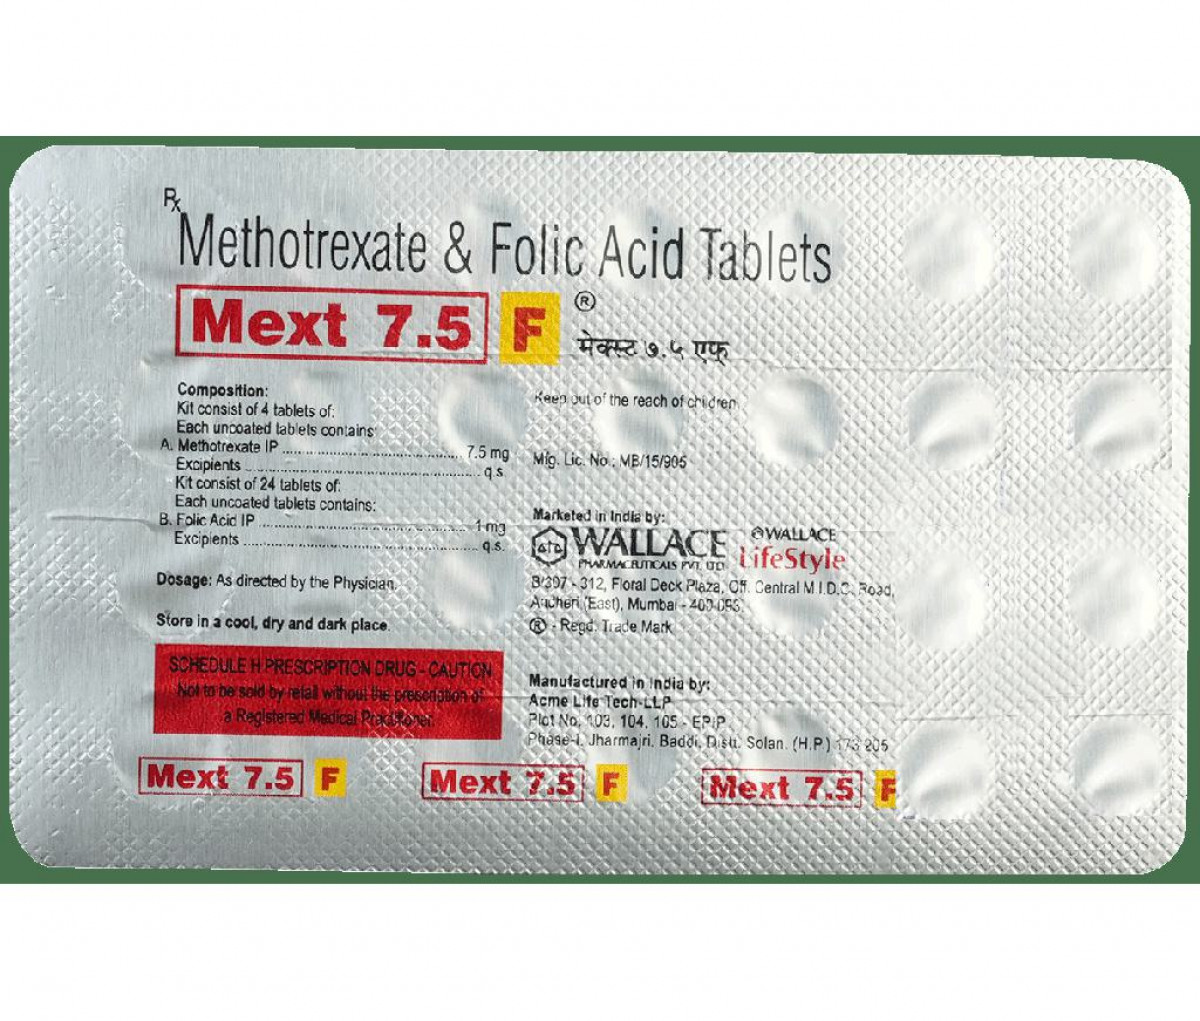 Rx
Methotrexate & Folic Acid Tablets
Mext 7.5 F ®
मेक्स्ट ७.५ एफ
Composition:
Kit consist of 4 tablets of:
Each uncoated tablets contains
A. Methotrexate IP ........ 7.5 mg
Excipients ........ q.s
Kit consist of 24 tablets of:
Each uncoated tablets contains:
B. Folic Acid IP ........ 1 mg
Excipients ........ q.s.
Dosage: As directed by the Physician.
Store in a cool, dry and dark place.
SCHEDULE H PRESCRIPTION DRUG - CAUTION
Not to be sold by retail without the prescription of
a Registered Medical Practitioner.
Keep out of the reach of children
Mfg. Lic. No.: MB/15/905
Marketed in India by:
WALLACE
PHARMACEUTICALS PVT. LTD.
WALLACE
LifeStyle
Floral Deck Plaza, Off. Central M.I.D.C. Road,
Andheri (East), Mumbai - 400 093
® - Regd. Trade Mark
Manufactured in India by:
Acme Life Tech-LLP
Plot No. 103, 104, 105 - EPIP
Phase-I, Jharmajri, Baddi, Distt. Solan. (H.P.) 173 205
Mext 7.5 F Mext 7.5 F Mext 7.5 F